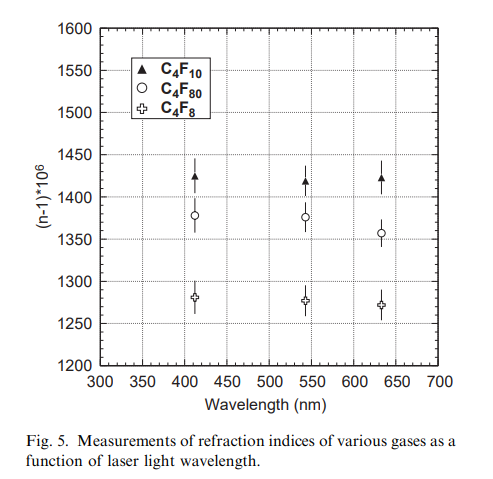 1600
1550
1500
1450
1400
1350
1300
1250
1200
(n-1)*10⁶
C₄F₁₀
C₄F₈₀
C₄F₈
300 350 400 450 500 550 600 650 700
Wavelength (nm)
Fig. 5. Measurements of refraction indices of various gases as a
function of laser light wavelength.